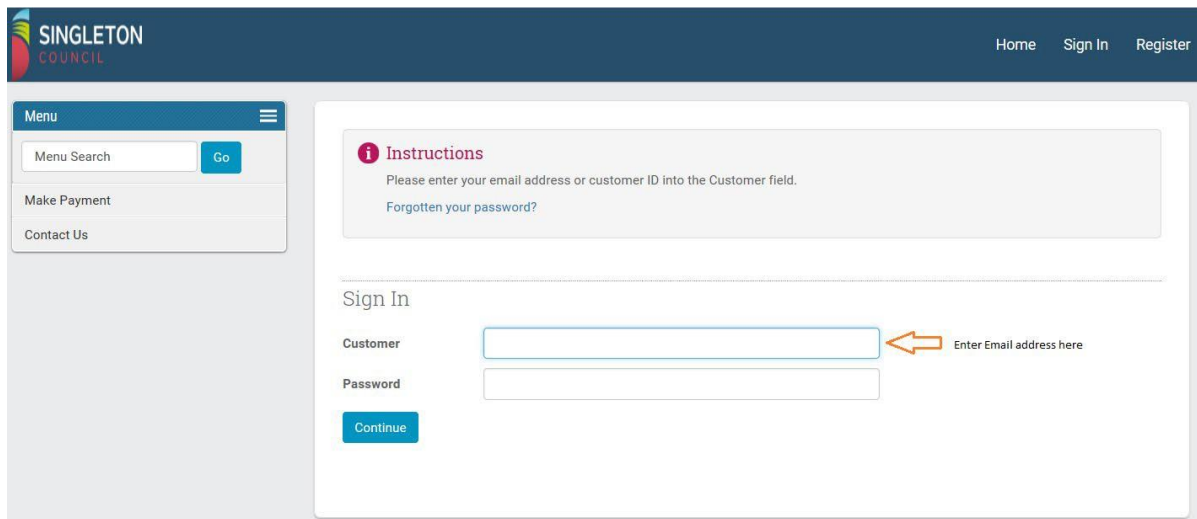 SINGLETON
COUNCIL
Home Sign In Register
Menu
Menu Search Go
Make Payment
Contact Us
Instructions
Please enter your email address or customer ID into the Customer field.
Forgotten your password?
Sign In
Customer Enter Email address here
Password
Continue